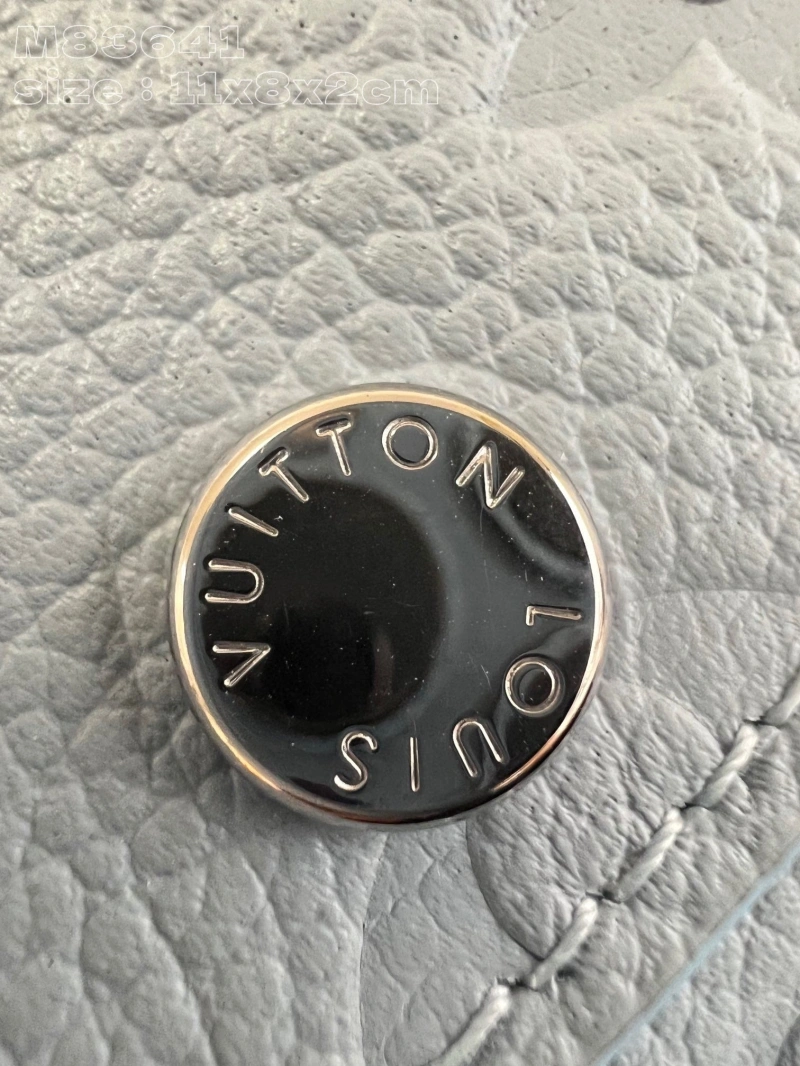 M83641
size : 11x8x2cm
LOUIS VUITTON